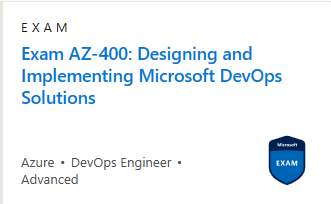 EXAM
Exam AZ-400: Designing and
Implementing Microsoft DevOps
Solutions
Azure • DevOps Engineer •
Advanced
Microsoft
EXAM